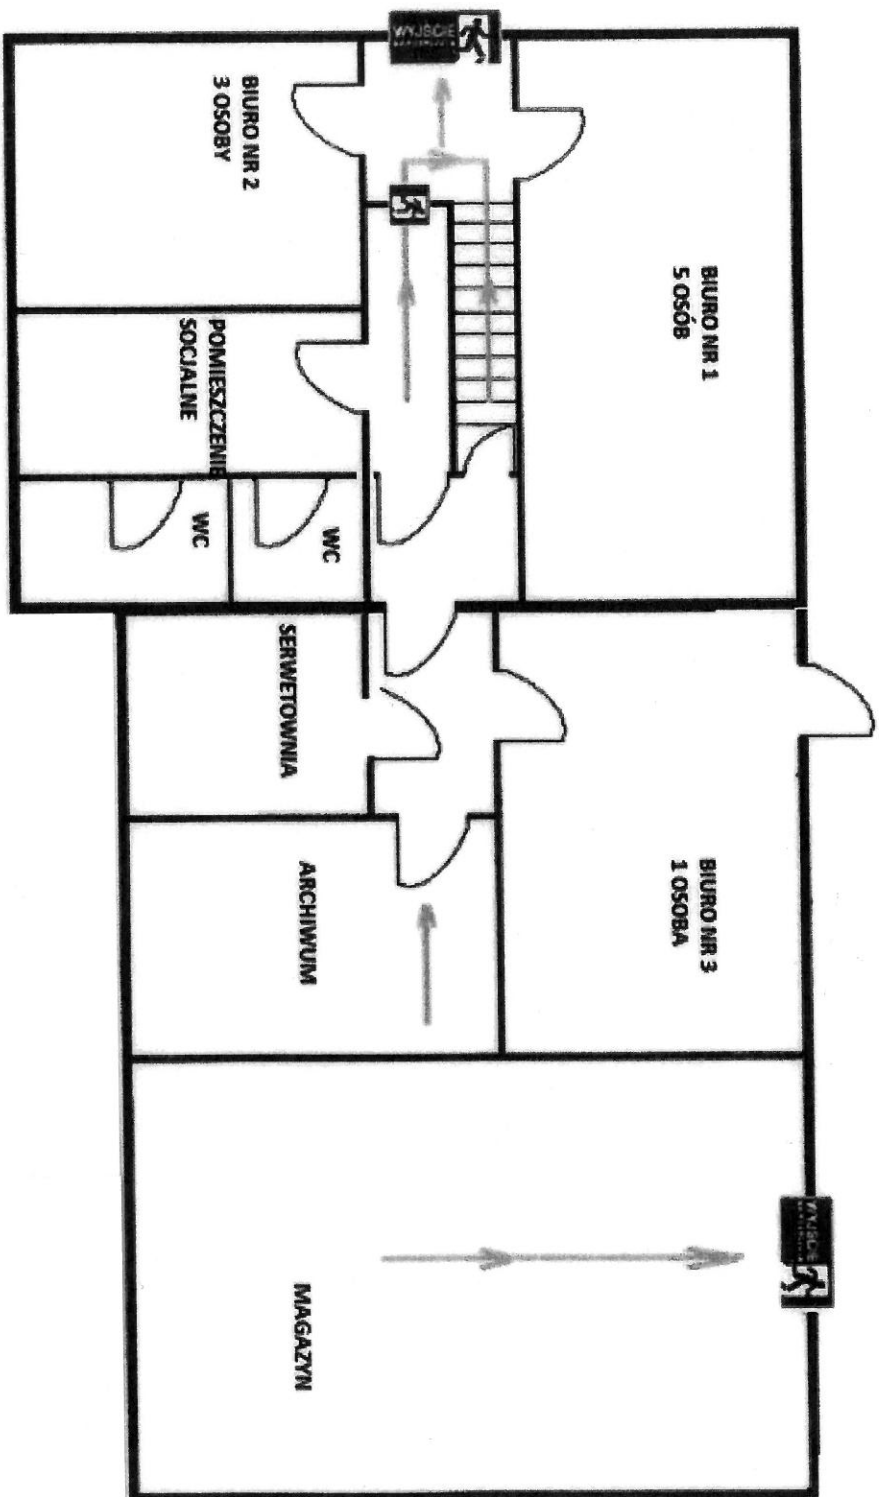 WYJŚCIE
BIURO NR 2
3 OSOBY
BIURO NR 1
5 OSÓB
POMIESZCZENIE
SOCJALNE
WC
WC
SERWETOWNIA
BIURO NR 3
1 OSOBA
ARCHIWUM
WYJŚCIE
MAGAZYN